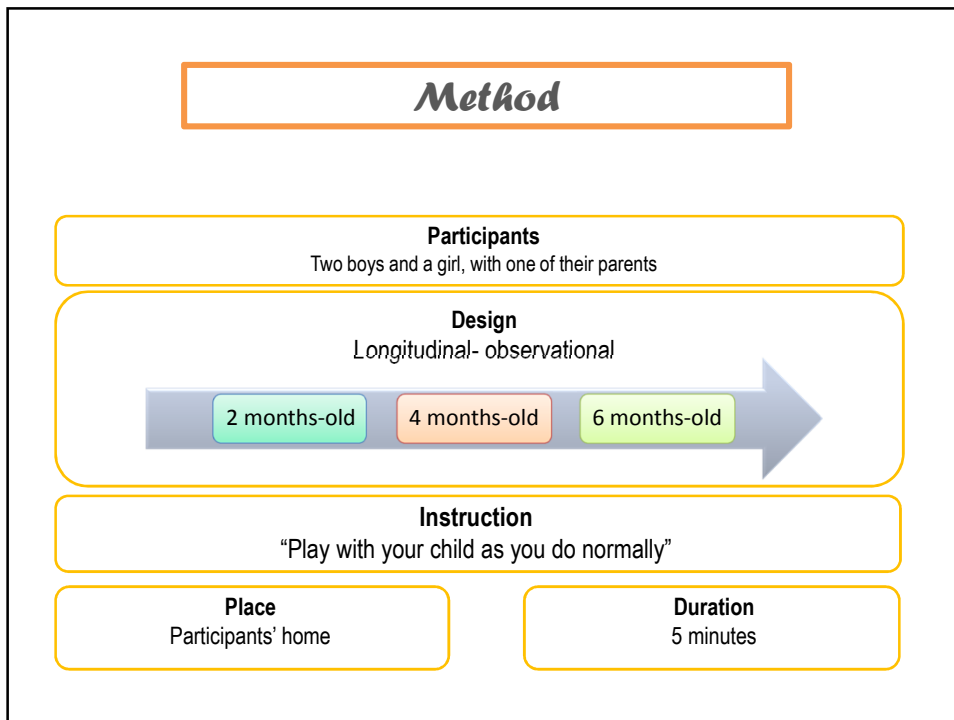 Method
Participants
Two boys and a girl, with one of their parents
Design
Longitudinal- observational
2 months-old
4 months-old
6 months-old
Instruction
“Play with your child as you do normally”
Place
Participants’ home
Duration
5 minutes